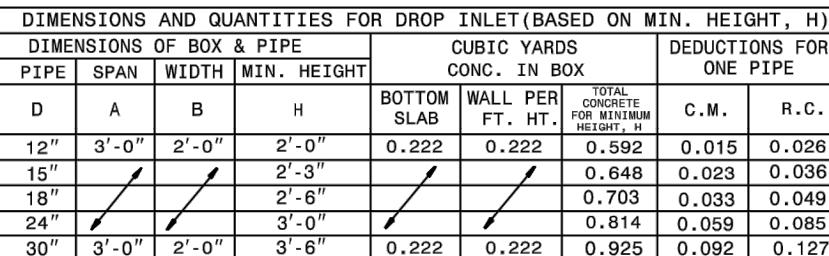 DIMENSIONS AND QUANTITIES FOR DROP INLET(BASED ON MIN. HEIGHT, H)
DIMENSIONS OF BOX & PIPE
CUBIC YARDS
CONC. IN BOX
DEDUCTIONS FOR
ONE PIPE
PIPE SPAN WIDTH MIN. HEIGHT
D A B H
BOTTOM
SLAB
WALL PER
FT. HT.
TOTAL
CONCRETE
FOR MINIMUM
HEIGHT, H
C.M. R.C.
12" 3'-0" 2'-0" 2'-0" 0.222 0.222 0.592 0.015 0.026
15" 2'-3" 0.648 0.023 0.036
18" 2'-6" 0.703 0.033 0.049
24" 3'-0" 0.814 0.059 0.085
30" 3'-0" 2'-0" 3'-6" 0.222 0.222 0.925 0.092 0.127